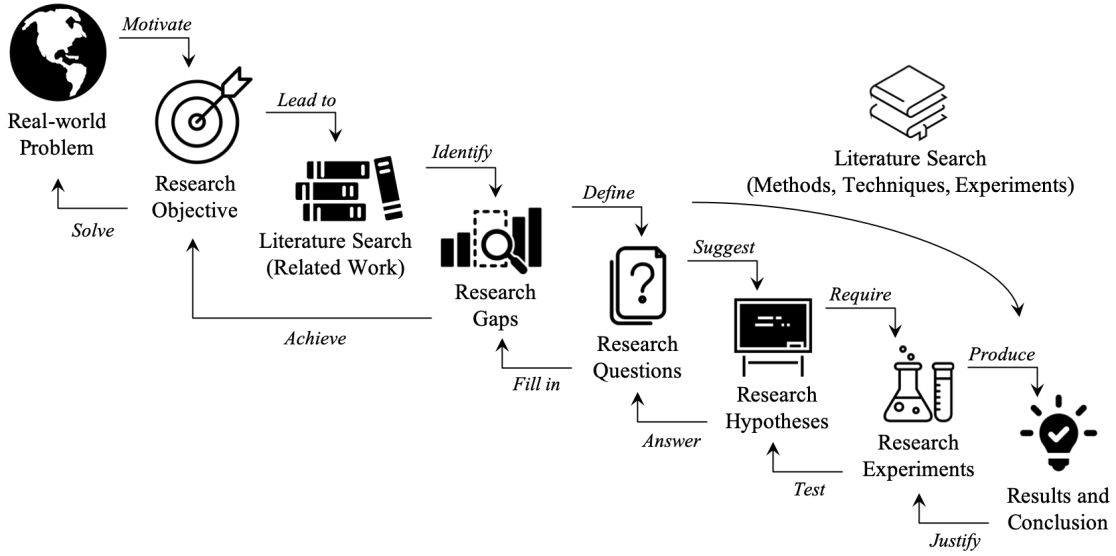 Motivate
Real-world
Problem
Solve
Lead to
Research
Objective
Identify
Literature Search
(Related Work)
Achieve
Define
Research
Gaps
Fill in
Literature Search
(Methods, Techniques, Experiments)
Suggest
Research
Questions
Answer
Require
Research
Hypotheses
Test
Produce
Research
Experiments
Justify
Results and
Conclusion